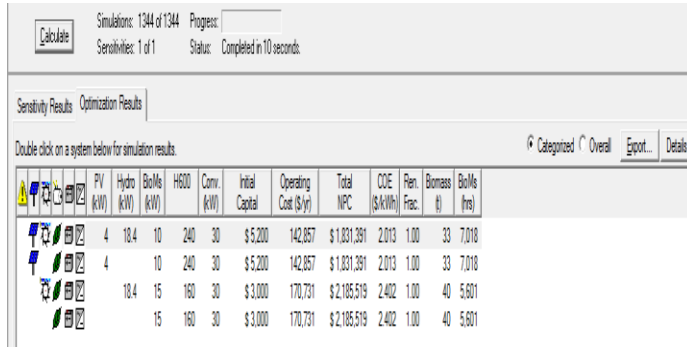 Calculate
Simulations: 1344 of 1344 Progress:
Sensitivities: 1 of 1 Status: Completed in 10 seconds.
Sensitivity Results Optimization Results
Double click on a system below for simulation results.
Categorized Overall Export... Details
PV Hydro BioMs H600 Conv. Initial Operating Total COE Ren. Biomass BioMs
(kW) (kW) (kW) (kW) Capital Cost ($/yr) NPC ($/kWh) Frac. (t) (hrs)
4 18.4 10 240 30 $ 5,200 142,857 $ 1,831,391 2.013 1.00 33 7,018
4 10 240 30 $ 5,200 142,857 $ 1,831,391 2.013 1.00 33 7,018
18.4 15 160 30 $ 3,000 170,731 $ 2,185,519 2.402 1.00 40 5,601
15 160 30 $ 3,000 170,731 $ 2,185,519 2.402 1.00 40 5,601